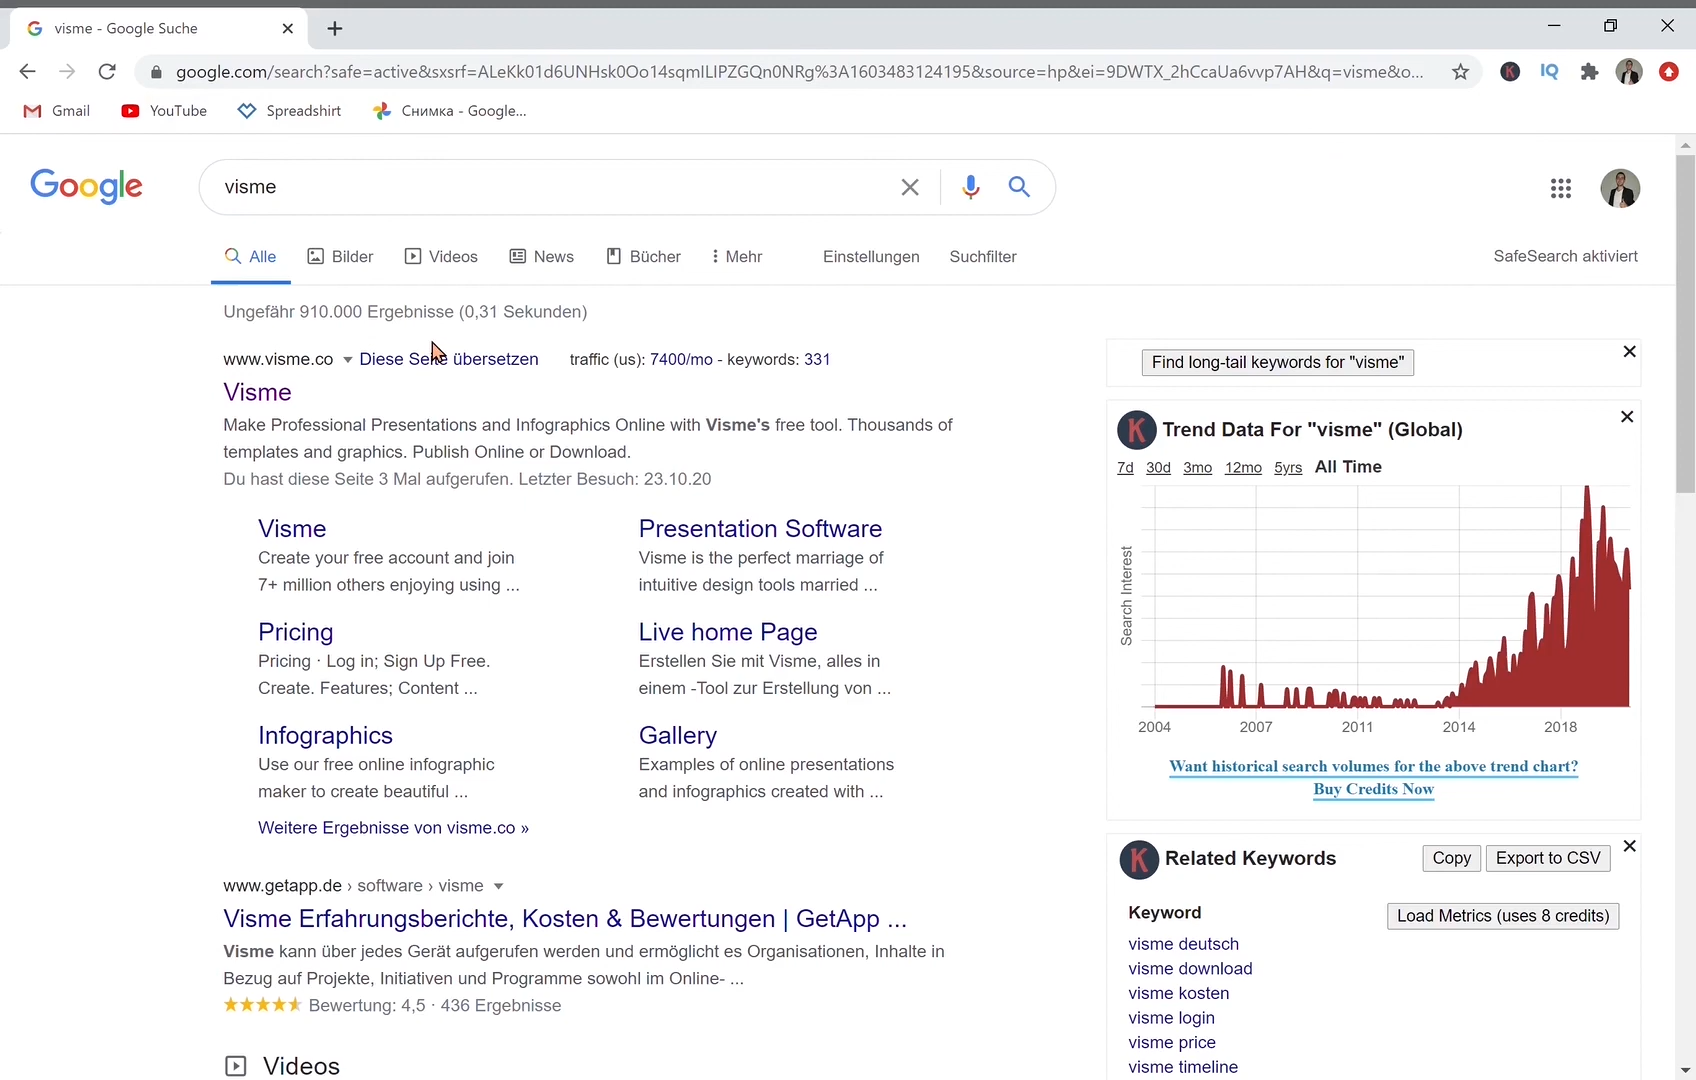 visme - Google Suche
google.com/search?safe=active&sxsrf=ALeKk01d6UNHsk0Oo14sqmILIPZGQn0NRg%3A1603483124195&source=hp&ei=9DWTX_2hCcaUa6vvp7AH&q=visme&o...
IQ
Gmail
YouTube
Spreadshirt
Снимка - Google...
Google
visme
Alle
Bilder
Videos
News
Bücher
Mehr
Einstellungen
Suchfilter
SafeSearch aktiviert
Ungefähr 910.000 Ergebnisse (0,31 Sekunden)
www.visme.co Diese Seite übersetzen traffic (us): 7400/mo - keywords: 331
Visme
Make Professional Presentations and Infographics Online with Visme's free tool. Thousands of
templates and graphics. Publish Online or Download.
Du hast diese Seite 3 Mal aufgerufen. Letzter Besuch: 23.10.20
Visme
Create your free account and join
7+ million others enjoying using ...
Presentation Software
Visme is the perfect marriage of
intuitive design tools married ...
Pricing
Pricing · Log in; Sign Up Free.
Create. Features; Content ...
Live home Page
Erstellen Sie mit Visme, alles in
einem -Tool zur Erstellung von ...
Infographics
Use our free online infographic
maker to create beautiful ...
Gallery
Examples of online presentations
and infographics created with ...
Weitere Ergebnisse von visme.co »
www.getapp.de › software › visme
Visme Erfahrungsberichte, Kosten & Bewertungen | GetApp ...
Visme kann über jedes Gerät aufgerufen werden und ermöglicht es Organisationen, Inhalte in
Bezug auf Projekte, Initiativen und Programme sowohl im Online- ...
Bewertung: 4,5 · 436 Ergebnisse
Videos
Find long-tail keywords for "visme"
K
Trend Data For "visme" (Global)
7d 30d 3mo 12mo 5yrs All Time
Search Interest
2004 2007 2011 2014 2018
Want historical search volumes for the above trend chart?
Buy Credits Now
K
Related Keywords
Copy
Export to CSV
Keyword
Load Metrics (uses 8 credits)
visme deutsch
visme download
visme kosten
visme login
visme price
visme timeline